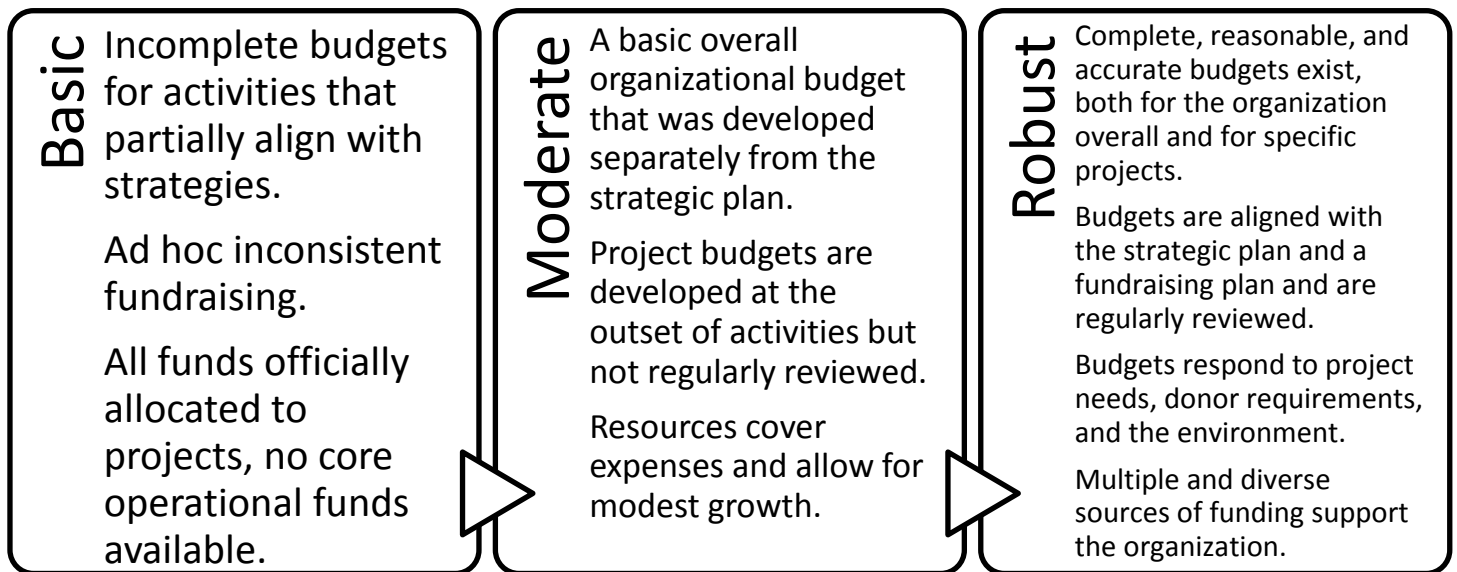 Basic
Incomplete budgets
for activities that
partially align with
strategies.
Ad hoc inconsistent
fundraising.
All funds officially
allocated to
projects, no core
operational funds
available.
Moderate
A basic overall
organizational budget
that was developed
separately from the
strategic plan.
Project budgets are
developed at the
outset of activities but
not regularly reviewed.
Resources cover
expenses and allow for
modest growth.
Robust
Complete, reasonable, and
accurate budgets exist,
both for the organization
overall and for specific
projects.
Budgets are aligned with
the strategic plan and a
fundraising plan and are
regularly reviewed.
Budgets respond to project
needs, donor requirements,
and the environment.
Multiple and diverse
sources of funding support
the organization.